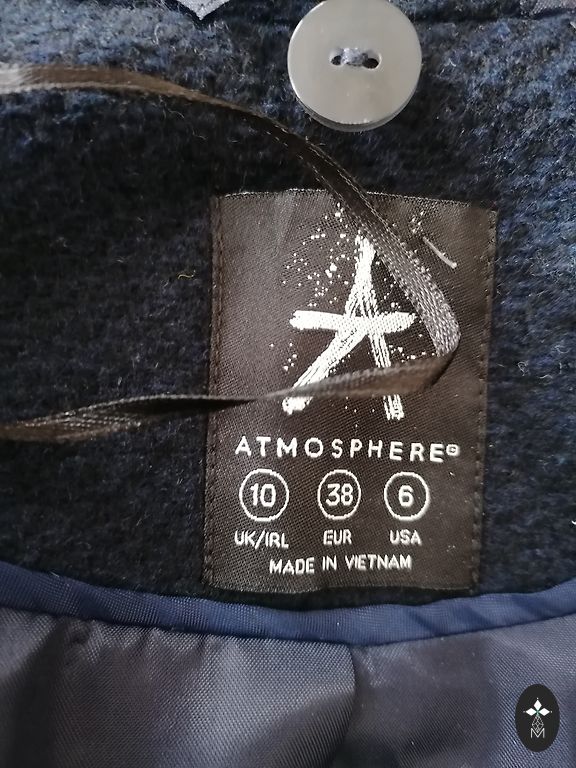 A
ATMOSPHERE®
10 38 6
UK/IRL EUR USA
MADE IN VIETNAM
M